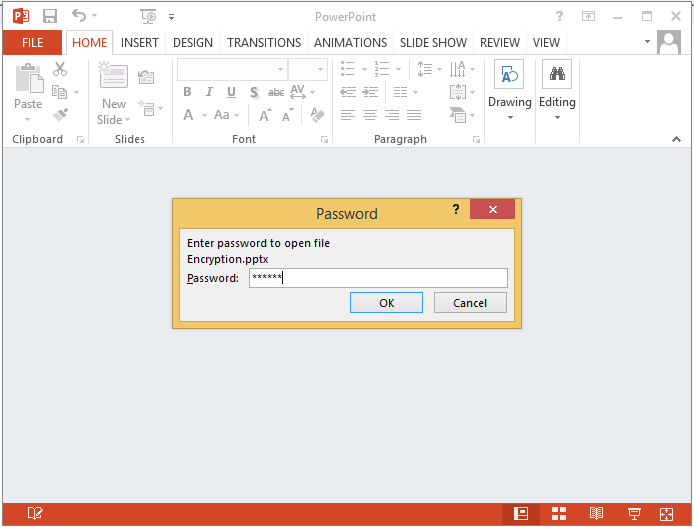 PowerPoint
FILE HOME INSERT DESIGN TRANSITIONS ANIMATIONS SLIDE SHOW REVIEW VIEW
Paste
New
Slide
B I U S abc AV
A Aa A A
Drawing
Editing
Clipboard Slides Font Paragraph
Password
Enter password to open file
Encryption.pptx
Password: ******
OK Cancel